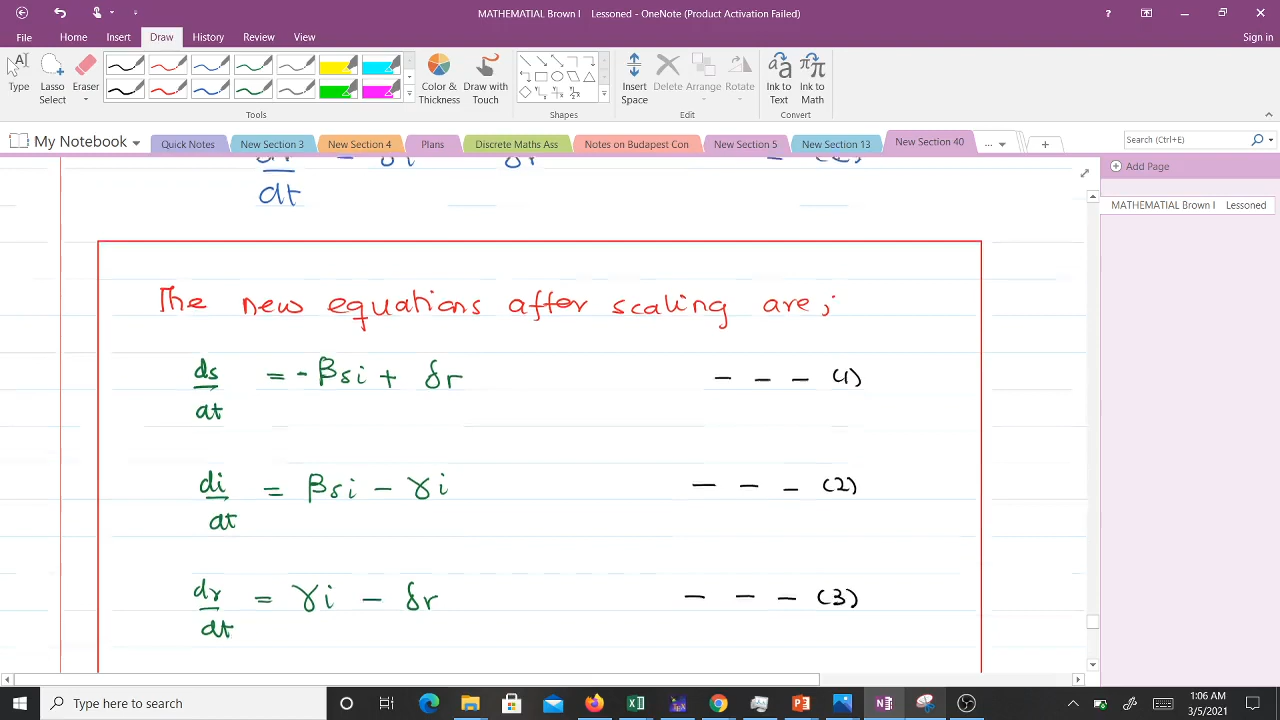 MATHEMATIAL Brown I Lessoned - OneNote (Product Activation Failed)
File Home Insert Draw History Review View Sign in
Type Lasso Select Eraser Color & Thickness Draw with Touch Insert Space Delete Arrange Rotate Ink to Text Ink to Math
Tools Shapes Edit Convert
My Notebook Quick Notes New Section 3 New Section 4 Plans Discrete Maths Ass Notes on Budapest Con New Section 5 New Section 13 New Section 40 ... Search (Ctrl+E)
Add Page
MATHEMATIAL Brown I Lessoned
dt
The new equations after scaling are;
ds/dt = -βsi + δr - - - (1)
di/dt = βsi - γi - - - (2)
dr/dt = γi - δr - - - (3)
Type here to search
1:06 AM
3/5/2021